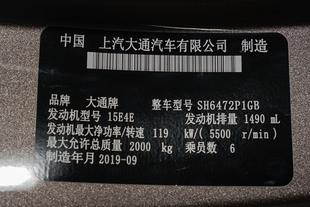 中国 上汽大通汽车有限公司 制造
品牌 大通牌 整车型号 SH6472P1GB
发动机型号 15E4E 发动机排量 1490 mL
发动机最大净功率/转速 119 kW/( 5500 r/min)
最大允许总质量 2000 kg 乘员数 6
制造年月 2019-09